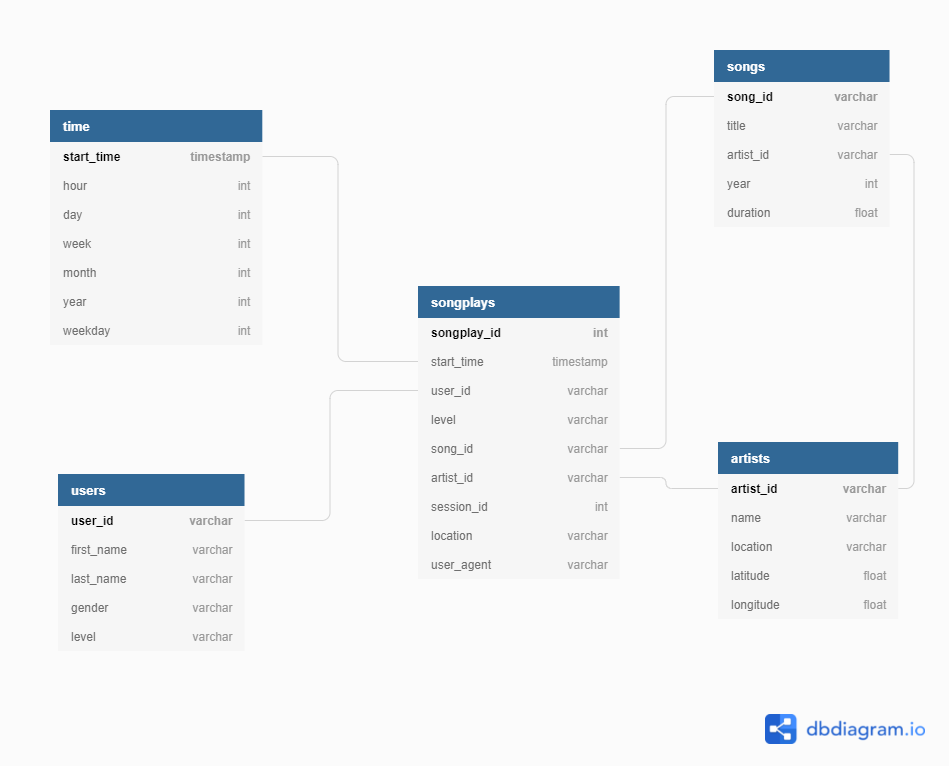 time
start_time timestamp
hour int
day int
week int
month int
year int
weekday int
users
user_id varchar
first_name varchar
last_name varchar
gender varchar
level varchar
songplays
songplay_id int
start_time timestamp
user_id varchar
level varchar
song_id varchar
artist_id varchar
session_id int
location varchar
user_agent varchar
songs
song_id varchar
title varchar
artist_id varchar
year int
duration float
artists
artist_id varchar
name varchar
location varchar
latitude float
longitude float
dbdiagram.io